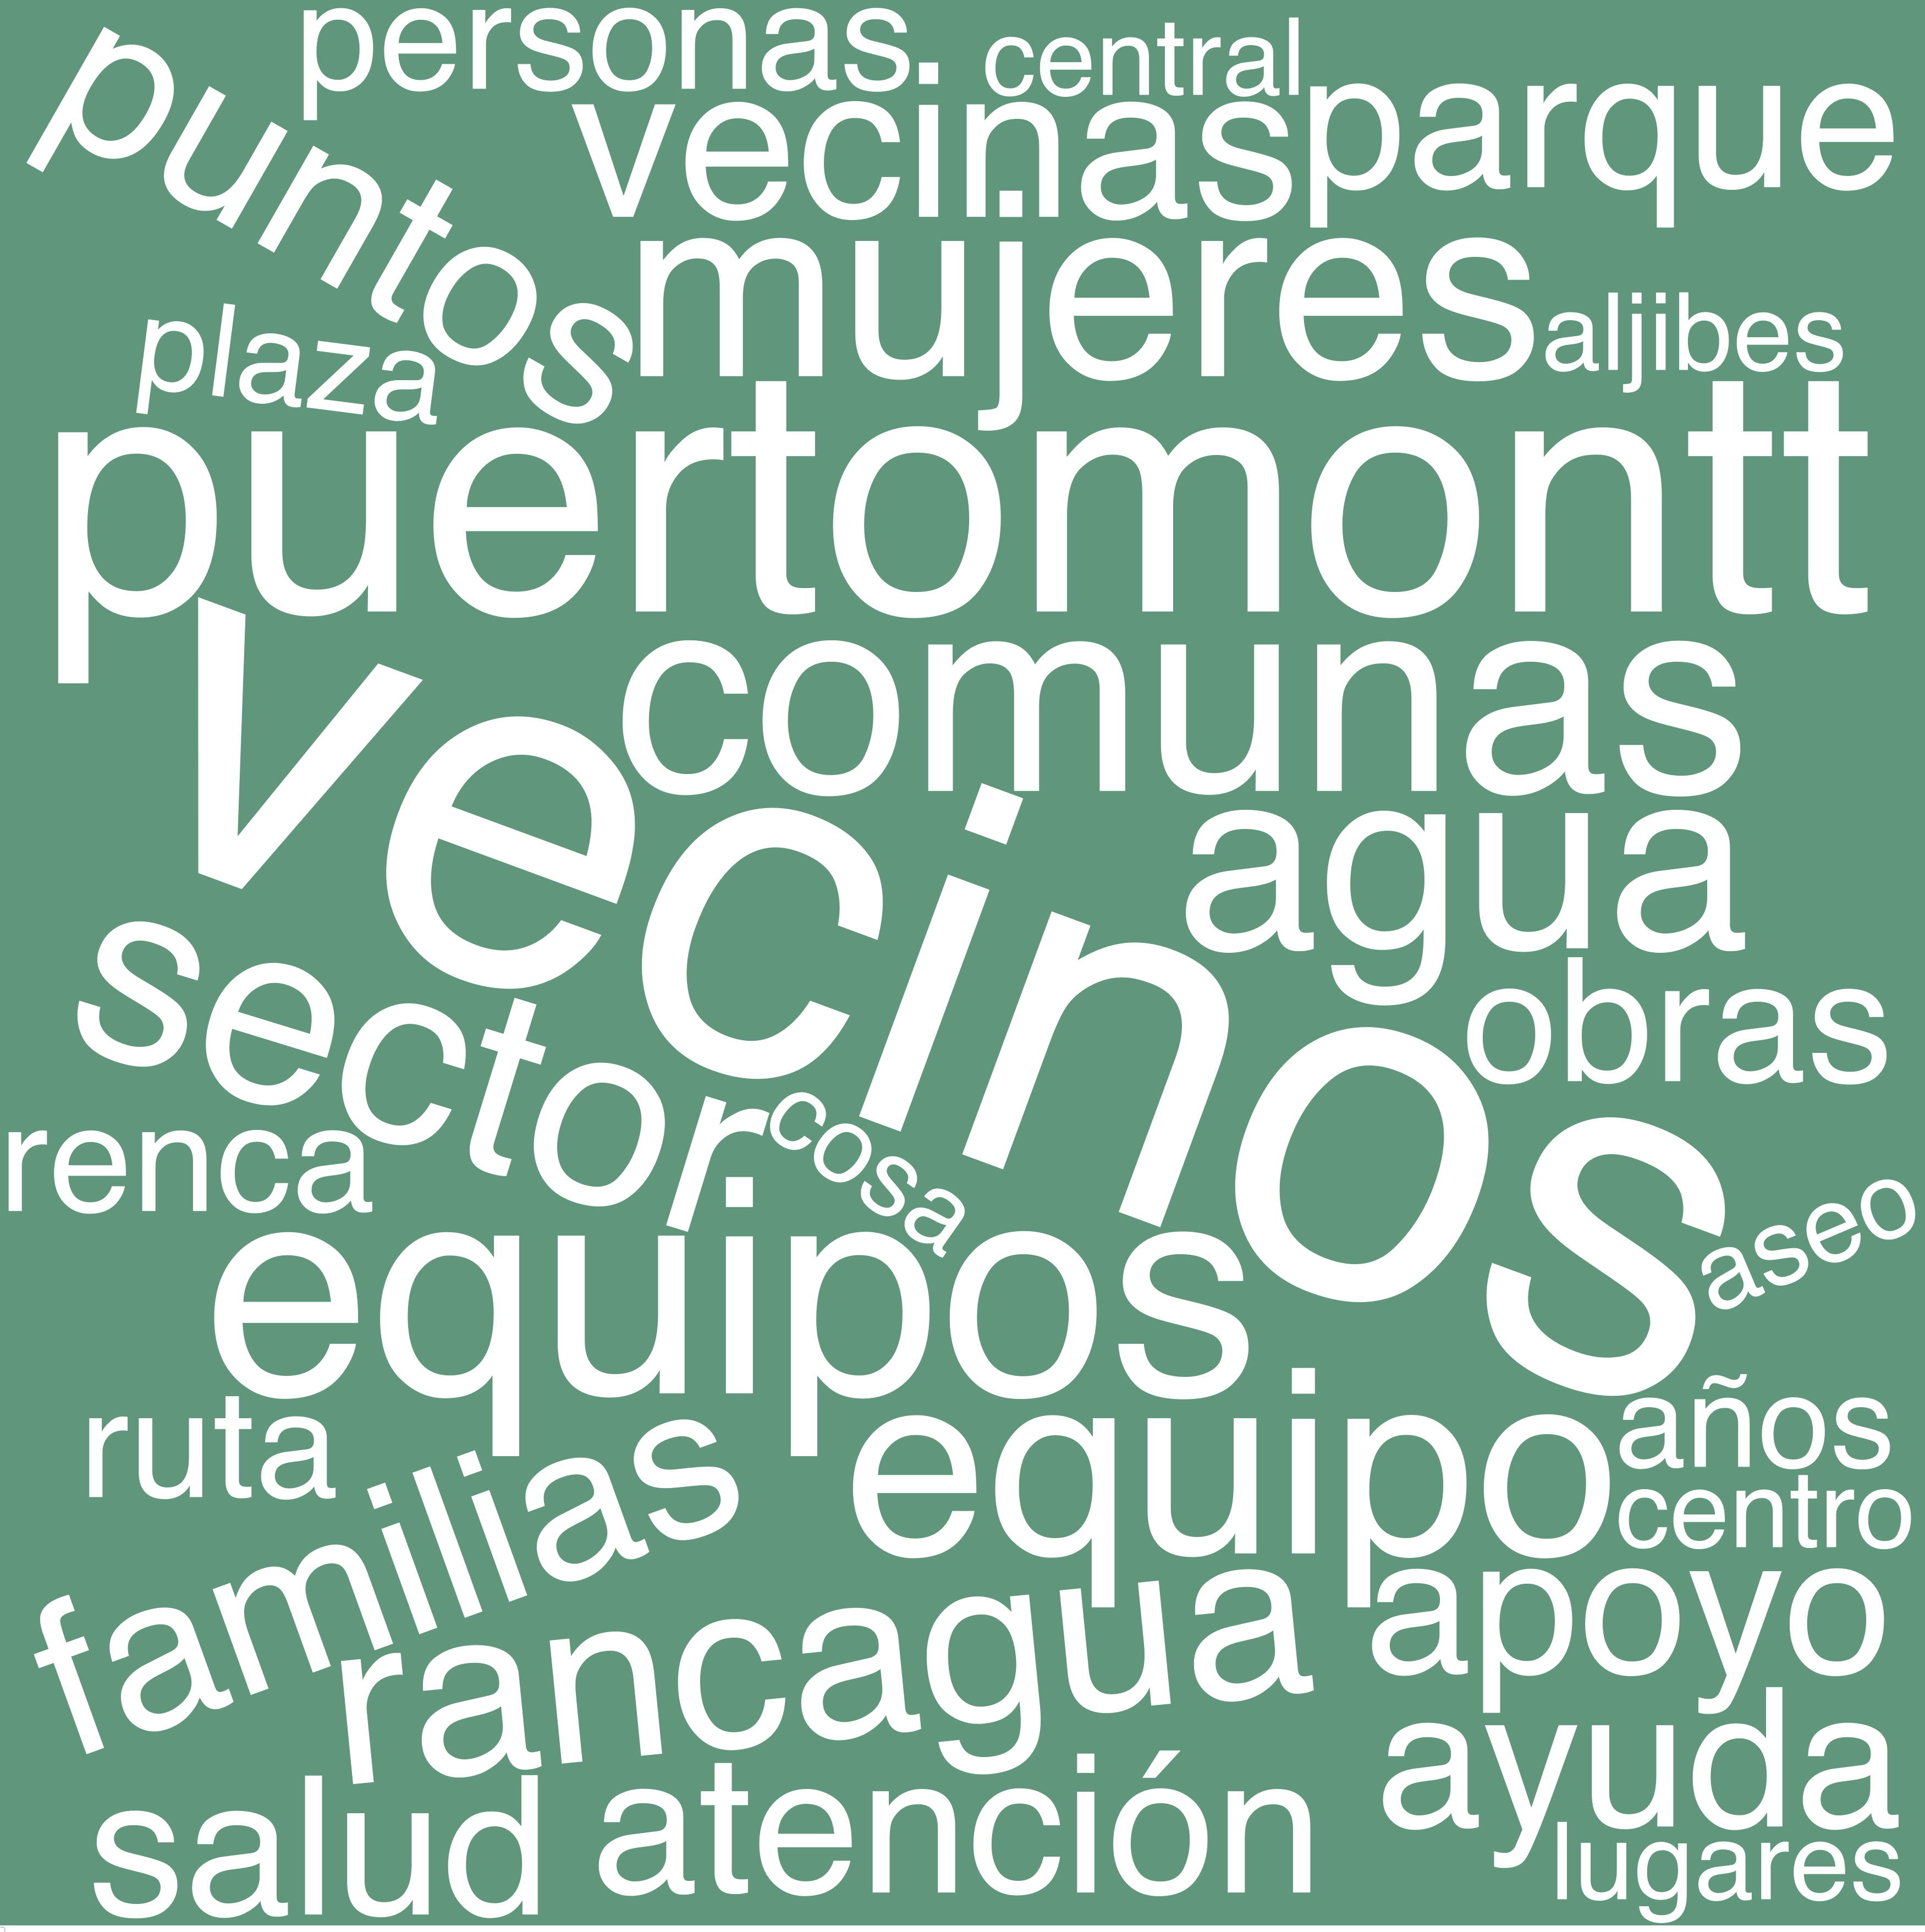 personas
central
puntos
vecinas
parque
mujeres
plaza
aljibes
puertomontt
comunas
vecinos
agua
sector
obras
renca
cosa
aseo
equipos
ruta
años
equipo
familias
centro
rancagua
apoyo
ayuda
salud
atención
lugares